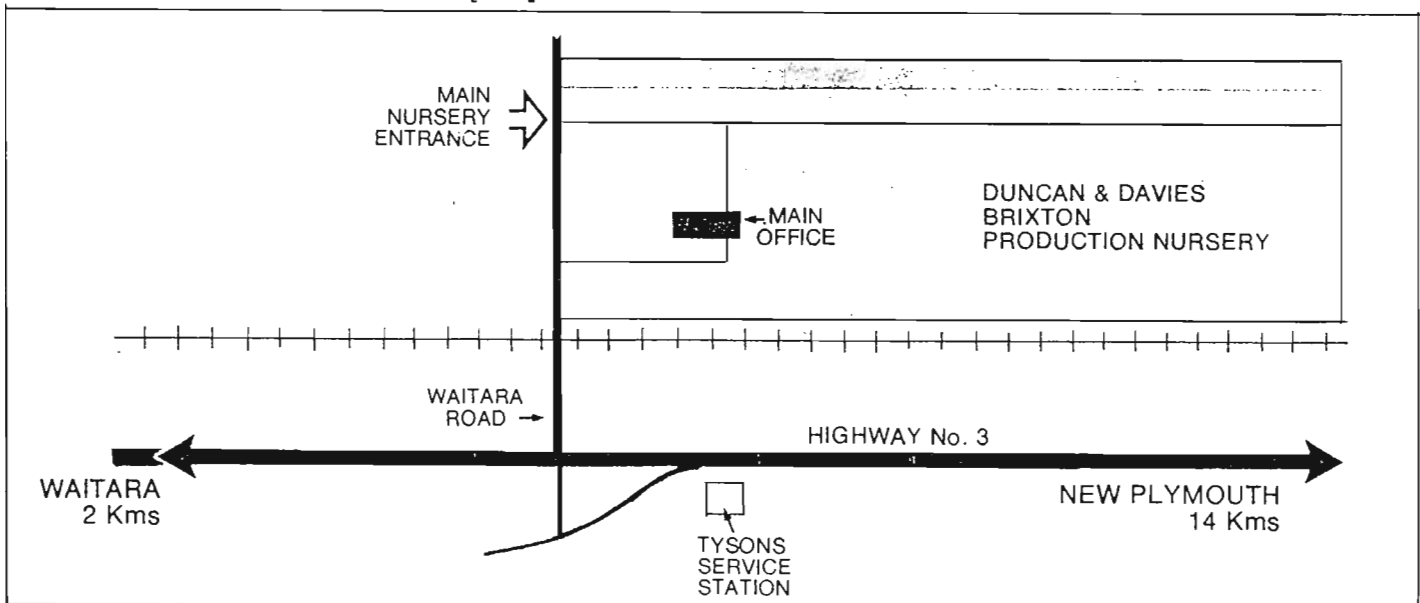 MAIN
NURSERY
ENTRANCE
DUNCAN & DAVIES
BRIXTON
PRODUCTION NURSERY
MAIN
OFFICE
WAITARA
ROAD
HIGHWAY No. 3
WAITARA
2 Kms
NEW PLYMOUTH
14 Kms
TYSONS
SERVICE
STATION